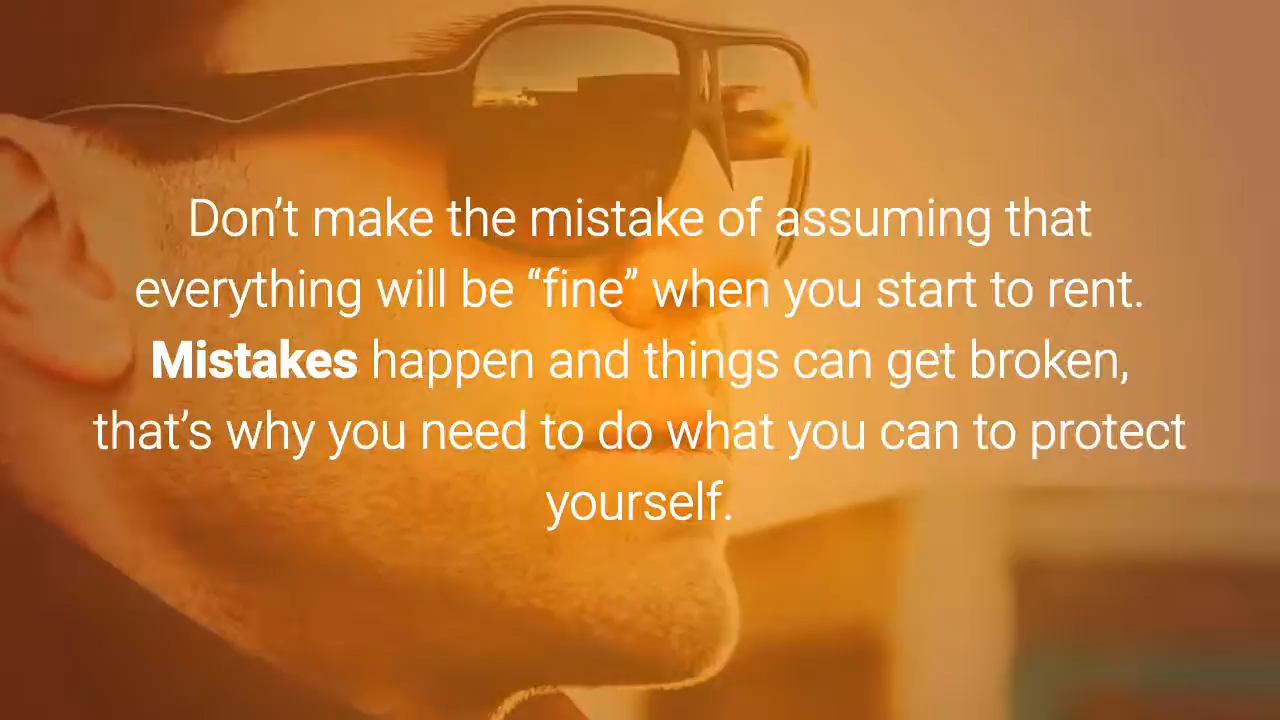 Don’t make the mistake of assuming that
everything will be “fine” when you start to rent.
Mistakes happen and things can get broken,
that’s why you need to do what you can to protect
yourself.